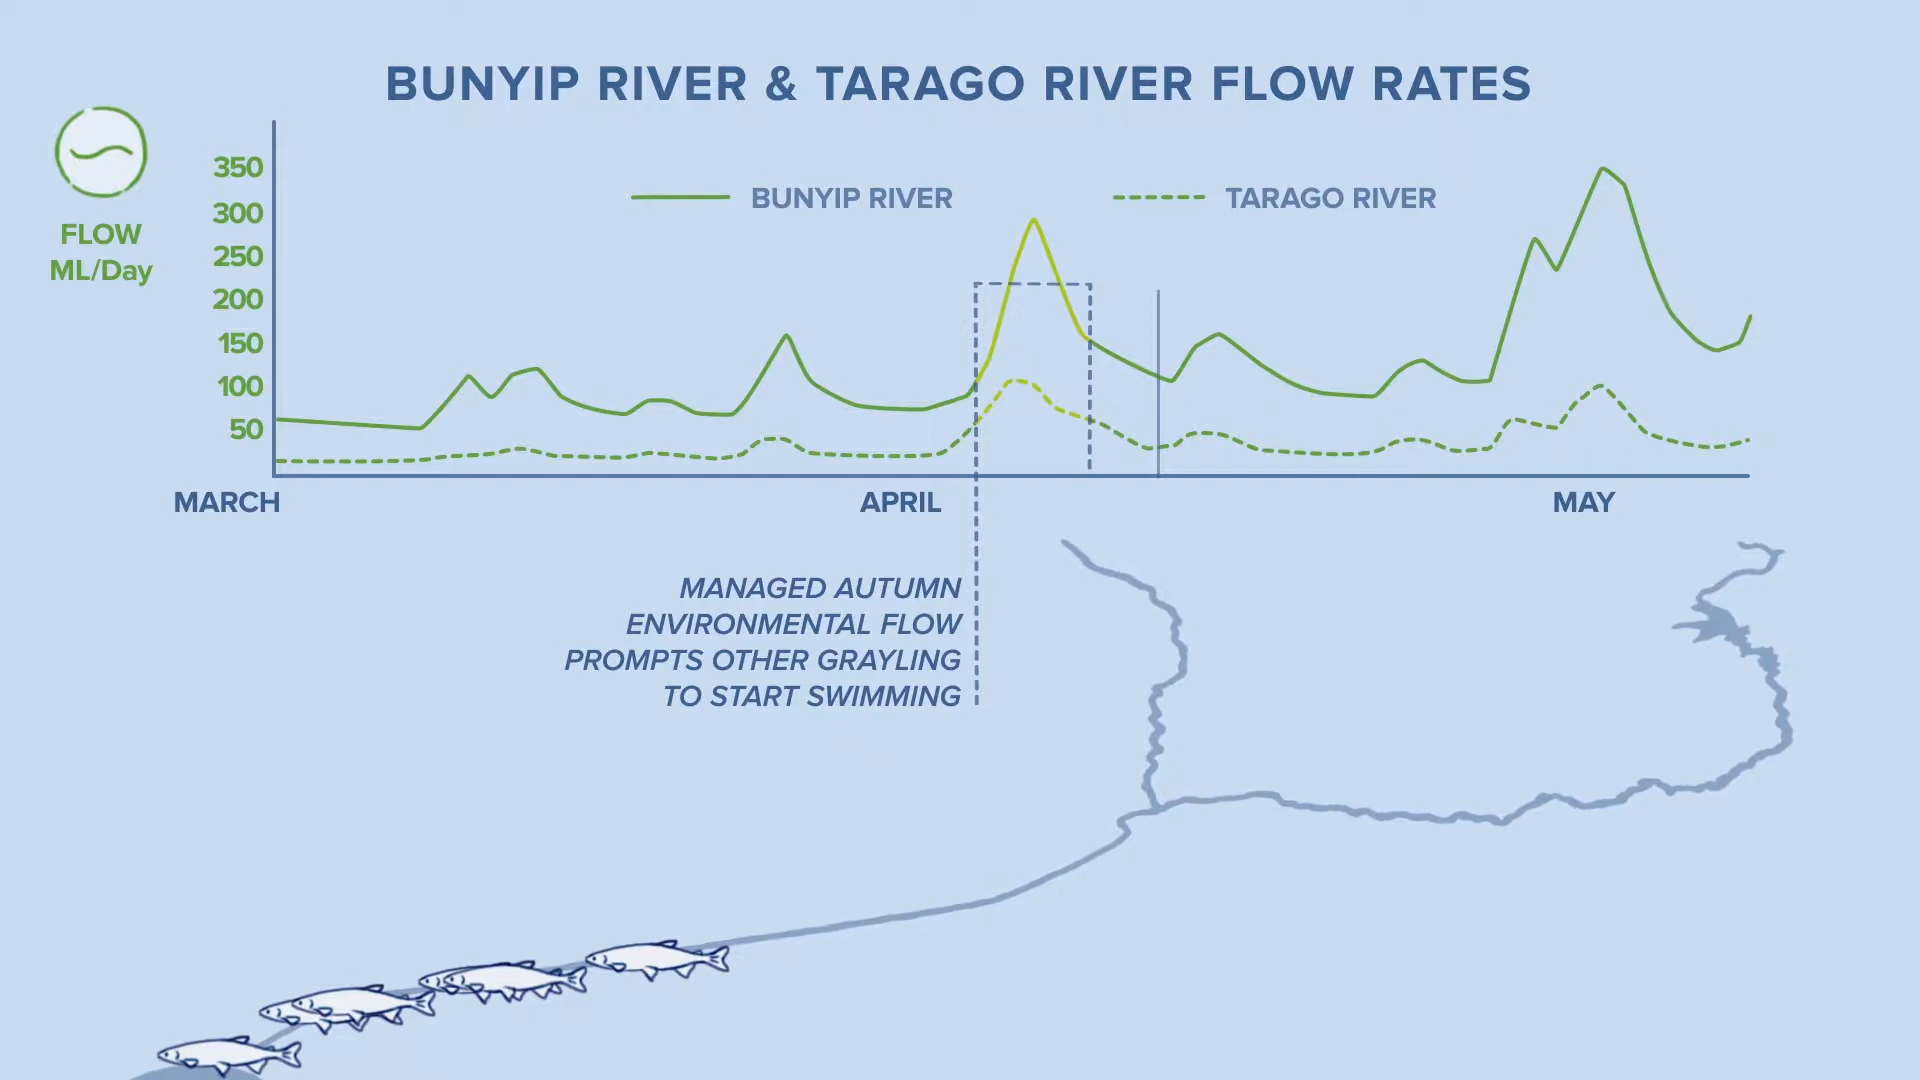 BUNYIP RIVER & TARAGO RIVER FLOW RATES
FLOW
ML/Day
350
300
250
200
150
100
50
BUNYIP RIVER
TARAGO RIVER
MARCH
APRIL
MAY
MANAGED AUTUMN
ENVIRONMENTAL FLOW
PROMPTS OTHER GRAYLING
TO START SWIMMING